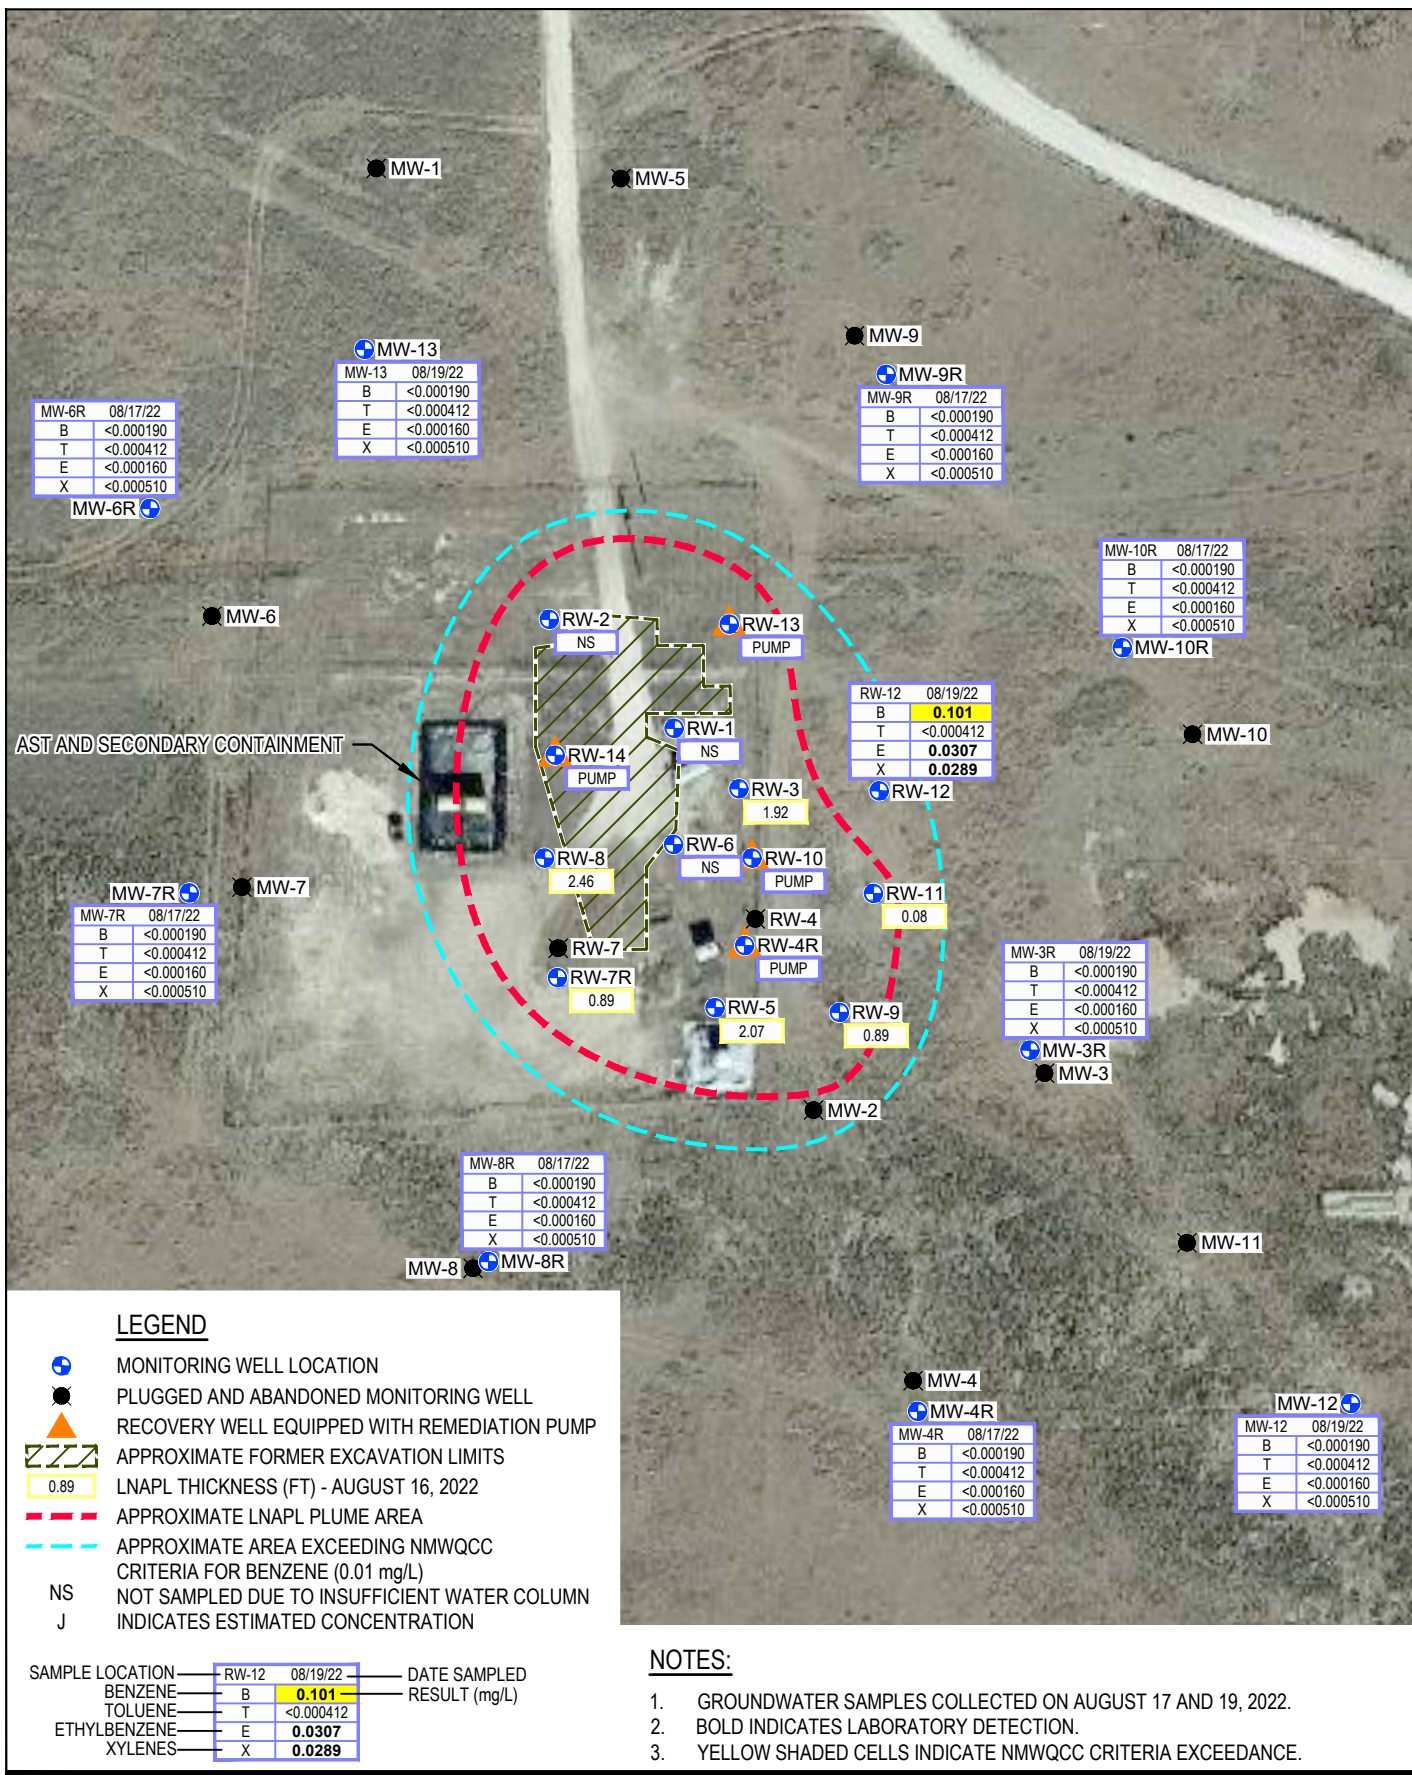 MW-1
MW-5
MW-9
MW-13
MW-13 08/19/22
B <0.000190
T <0.000412
E <0.000160
X <0.000510
MW-9R
MW-9R 08/17/22
B <0.000190
T <0.000412
E <0.000160
X <0.000510
MW-6R 08/17/22
B <0.000190
T <0.000412
E <0.000160
X <0.000510
MW-6R
MW-10R 08/17/22
B <0.000190
T <0.000412
E <0.000160
X <0.000510
MW-10R
MW-6
RW-2
NS
RW-13
PUMP
RW-12 08/19/22
B 0.101
T <0.000412
E 0.0307
X 0.0289
RW-12
MW-10
AST AND SECONDARY CONTAINMENT
RW-1
NS
RW-14
PUMP
RW-3
1.92
RW-6
NS
RW-10
PUMP
RW-8
2.46
RW-11
0.08
MW-7R
MW-7
MW-7R 08/17/22
B <0.000190
T <0.000412
E <0.000160
X <0.000510
RW-4
RW-4R
PUMP
RW-7
RW-7R
0.89
RW-5
2.07
RW-9
0.89
MW-3R 08/19/22
B <0.000190
T <0.000412
E <0.000160
X <0.000510
MW-3R
MW-3
MW-2
MW-8R 08/17/22
B <0.000190
T <0.000412
E <0.000160
X <0.000510
MW-8
MW-8R
MW-11
MW-4
MW-4R
MW-4R 08/17/22
B <0.000190
T <0.000412
E <0.000160
X <0.000510
MW-12
MW-12 08/19/22
B <0.000190
T <0.000412
E <0.000160
X <0.000510
LEGEND
MONITORING WELL LOCATION
PLUGGED AND ABANDONED MONITORING WELL
RECOVERY WELL EQUIPPED WITH REMEDIATION PUMP
APPROXIMATE FORMER EXCAVATION LIMITS
0.89 LNAPL THICKNESS (FT) - AUGUST 16, 2022
APPROXIMATE LNAPL PLUME AREA
APPROXIMATE AREA EXCEEDING NMWQCC
CRITERIA FOR BENZENE (0.01 mg/L)
NS NOT SAMPLED DUE TO INSUFFICIENT WATER COLUMN
J INDICATES ESTIMATED CONCENTRATION
SAMPLE LOCATION RW-12 08/19/22 DATE SAMPLED
BENZENE B 0.101 RESULT (mg/L)
TOLUENE T <0.000412
ETHYLBENZENE E 0.0307
XYLENES X 0.0289
NOTES:
1. GROUNDWATER SAMPLES COLLECTED ON AUGUST 17 AND 19, 2022.
2. BOLD INDICATES LABORATORY DETECTION.
3. YELLOW SHADED CELLS INDICATE NMWQCC CRITERIA EXCEEDANCE.